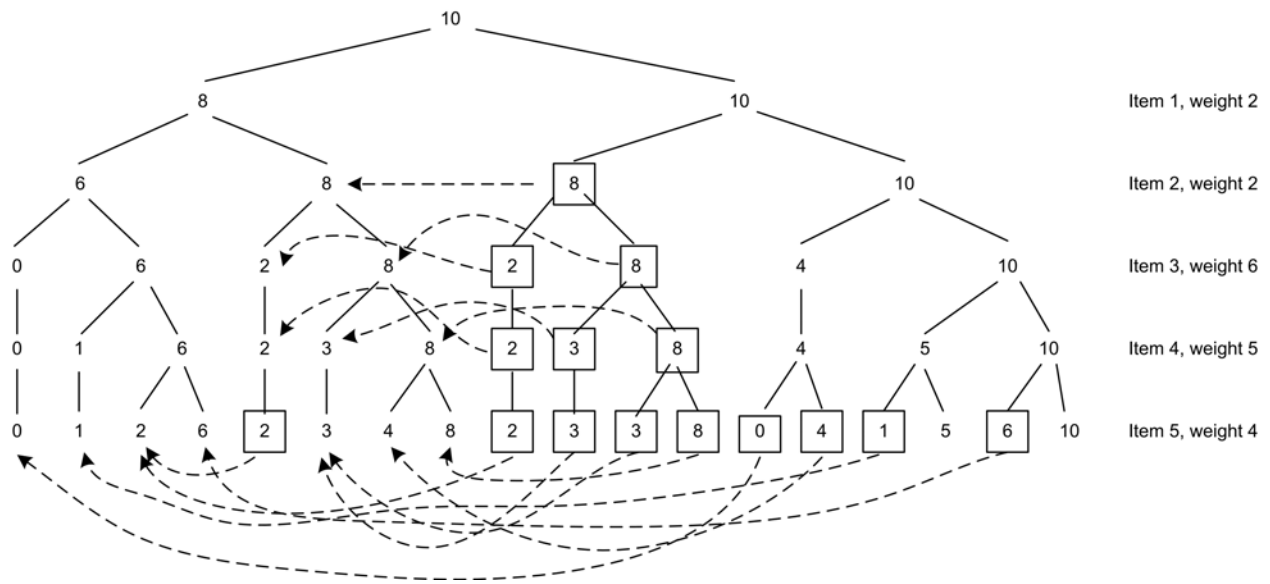 10
8 10 Item 1, weight 2
6 8 8 10 Item 2, weight 2
0 6 2 8 2 8 4 10 Item 3, weight 6
0 1 6 2 3 8 2 3 8 4 5 10 Item 4, weight 5
0 1 2 6 2 3 4 8 2 3 3 8 0 4 1 5 6 10 Item 5, weight 4